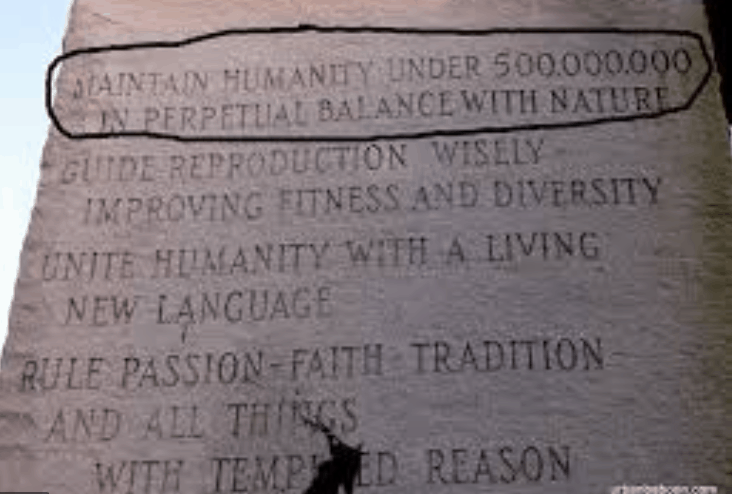 MAINTAIN HUMANITY UNDER 500,000,000
IN PERPETUAL BALANCE WITH NATURE
GUIDE REPRODUCTION WISELY -
IMPROVING FITNESS AND DIVERSITY
UNITE HUMANITY WITH A LIVING
NEW LANGUAGE
RULE PASSION - FAITH - TRADITION -
AND ALL THINGS
WITH TEMPERED REASON